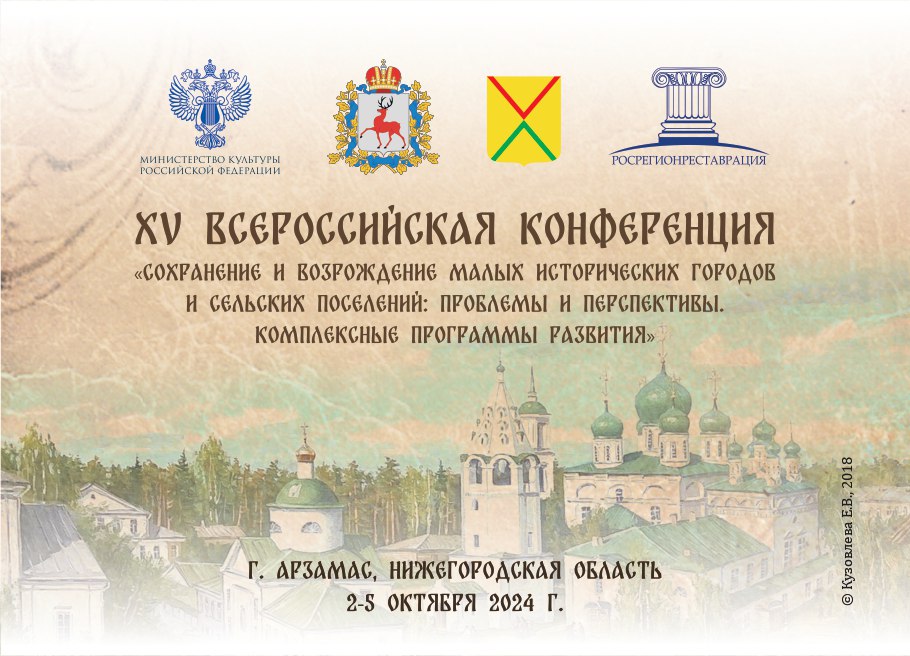 МИНИСТЕРСТВО КУЛЬТУРЫ
РОССИЙСКОЙ ФЕДЕРАЦИИ
РОСРЕГИОНРЕСТАВРАЦИЯ
XV ВСЕРОССИЙСКАЯ КОНФЕРЕНЦИЯ
«СОХРАНЕНИЕ И ВОЗРОЖДЕНИЕ МАЛЫХ ИСТОРИЧЕСКИХ ГОРОДОВ
И СЕЛЬСКИХ ПОСЕЛЕНИЙ: ПРОБЛЕМЫ И ПЕРСПЕКТИВЫ.
КОМПЛЕКСНЫЕ ПРОГРАММЫ РАЗВИТИЯ»
© Кузовлева Е.В., 2018
Г. АРЗАМАС, НИЖЕГОРОДСКАЯ ОБЛАСТЬ
2-5 ОКТЯБРЯ 2024 Г.